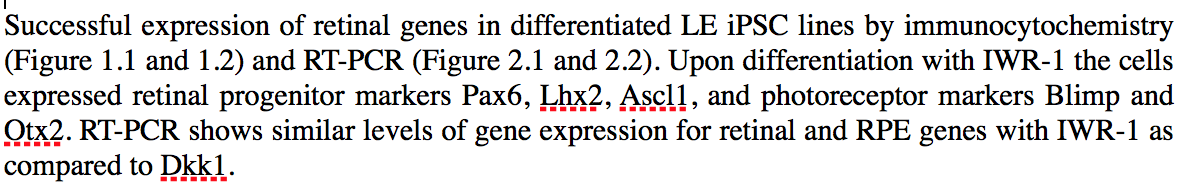 Successful expression of retinal genes in differentiated LE iPSC lines by immunocytochemistry
(Figure 1.1 and 1.2) and RT-PCR (Figure 2.1 and 2.2). Upon differentiation with IWR-1 the cells
expressed retinal progenitor markers Pax6, Lhx2, Ascl1, and photoreceptor markers Blimp and
Otx2. RT-PCR shows similar levels of gene expression for retinal and RPE genes with IWR-1 as
compared to Dkk1.